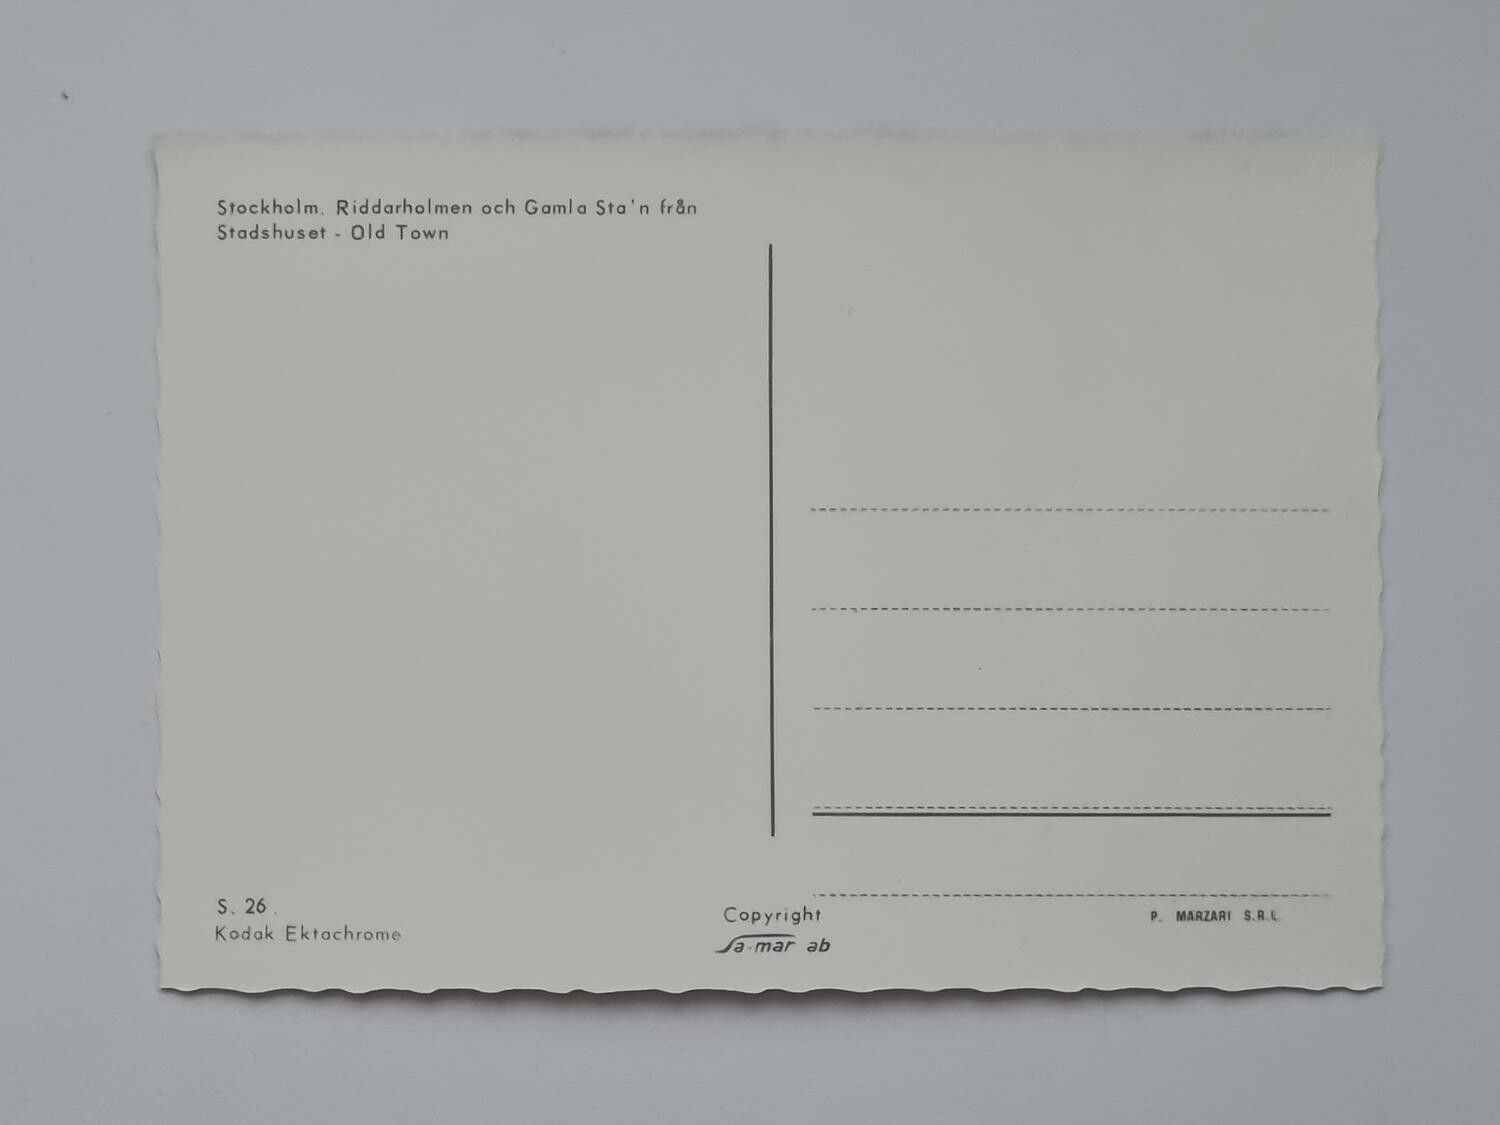 Stockholm. Riddarholmen och Gamla Sta'n från
Stadshuset - Old Town
S. 26.
Kodak Ektachrome
Copyright
Sa-mar ab
P. MARZARI S.R.L.